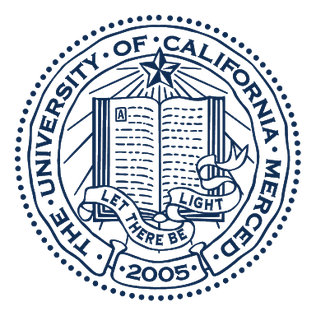 · THE · UNIVERSITY · OF · CALIFORNIA MERCED ·
A
LET THERE BE LIGHT
· 2005 ·